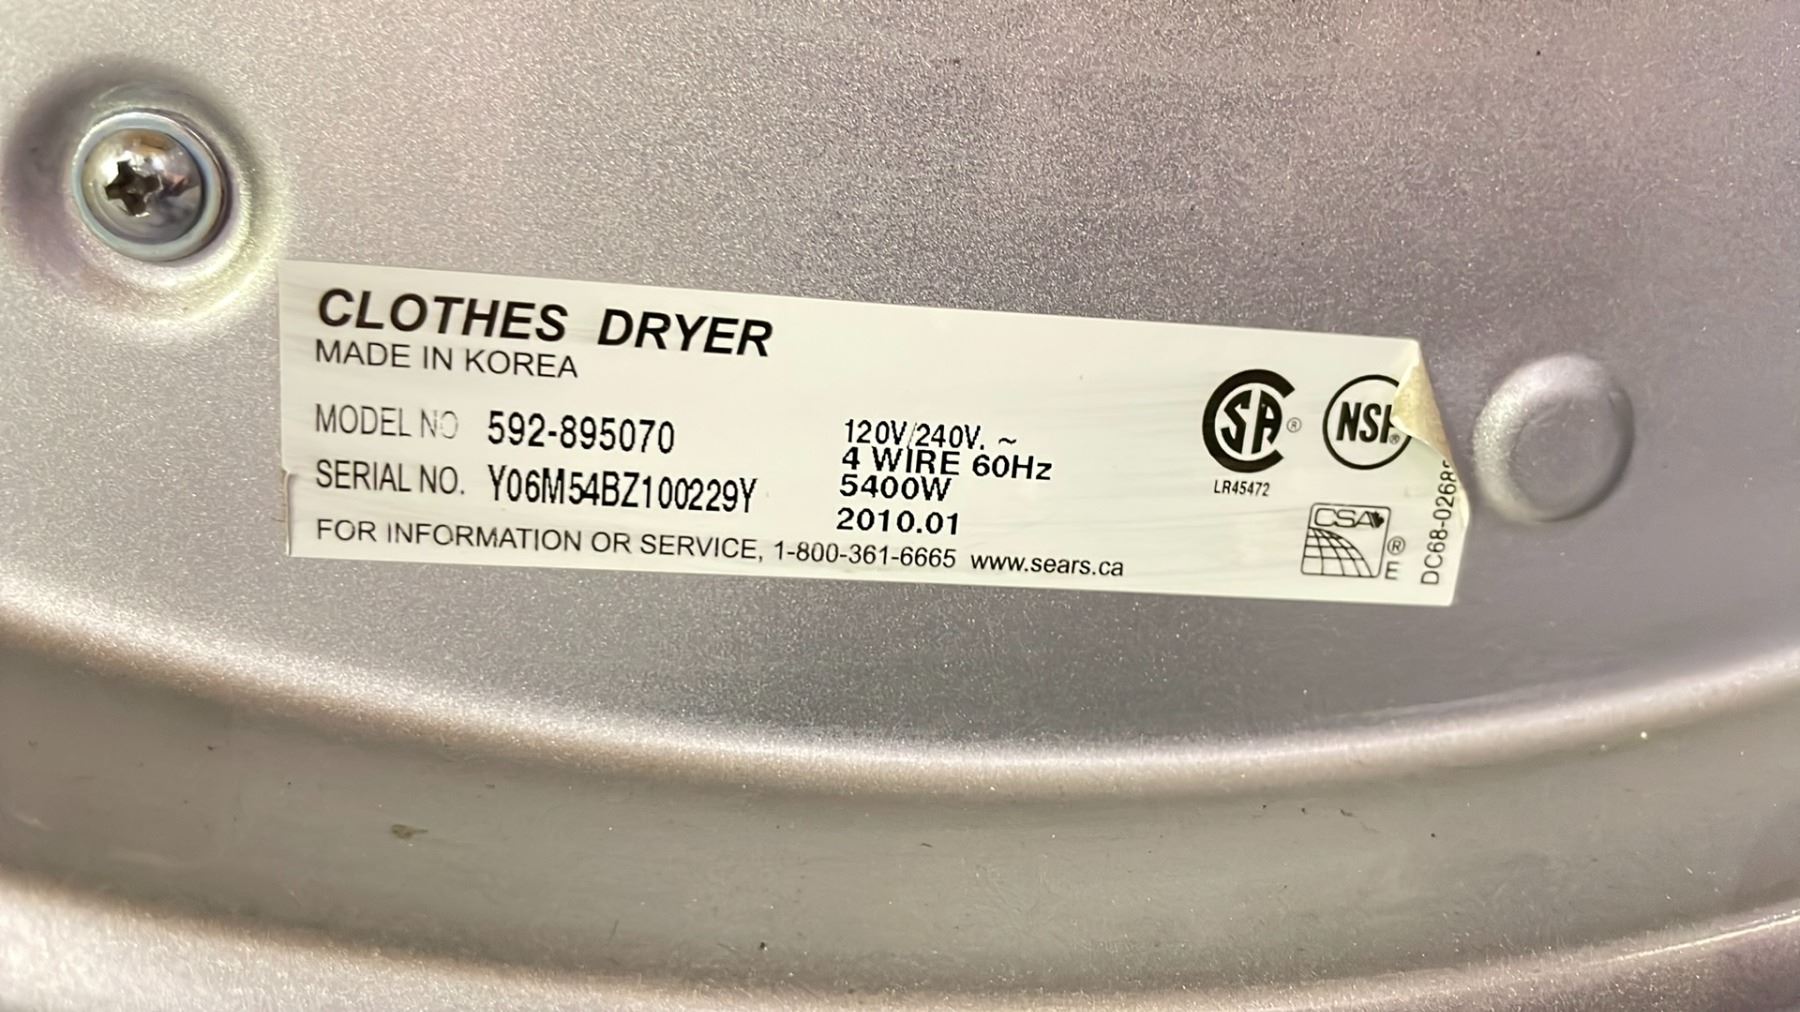 CLOTHES DRYER
MADE IN KOREA
MODEL NO 592-895070
SERIAL NO. Y06M54BZ100229Y
120V/240V. ~
4 WIRE 60Hz
5400W
2010.01
FOR INFORMATION OR SERVICE, 1-800-361-6665 www.sears.ca
SA ®
LR45472
NSF®
CSA
®
E